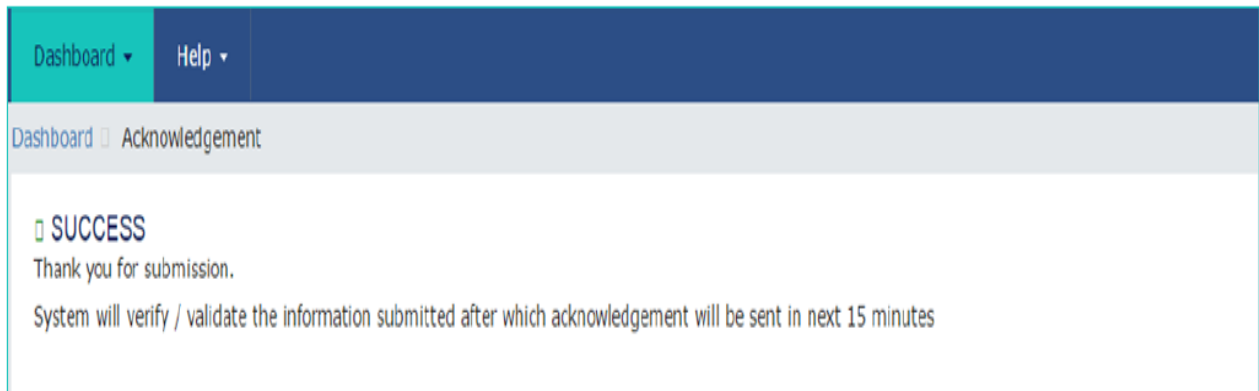 Dashboard Help
Dashboard Acknowledgement
SUCCESS
Thank you for submission.
System will verify / validate the information submitted after which acknowledgement will be sent in next 15 minutes